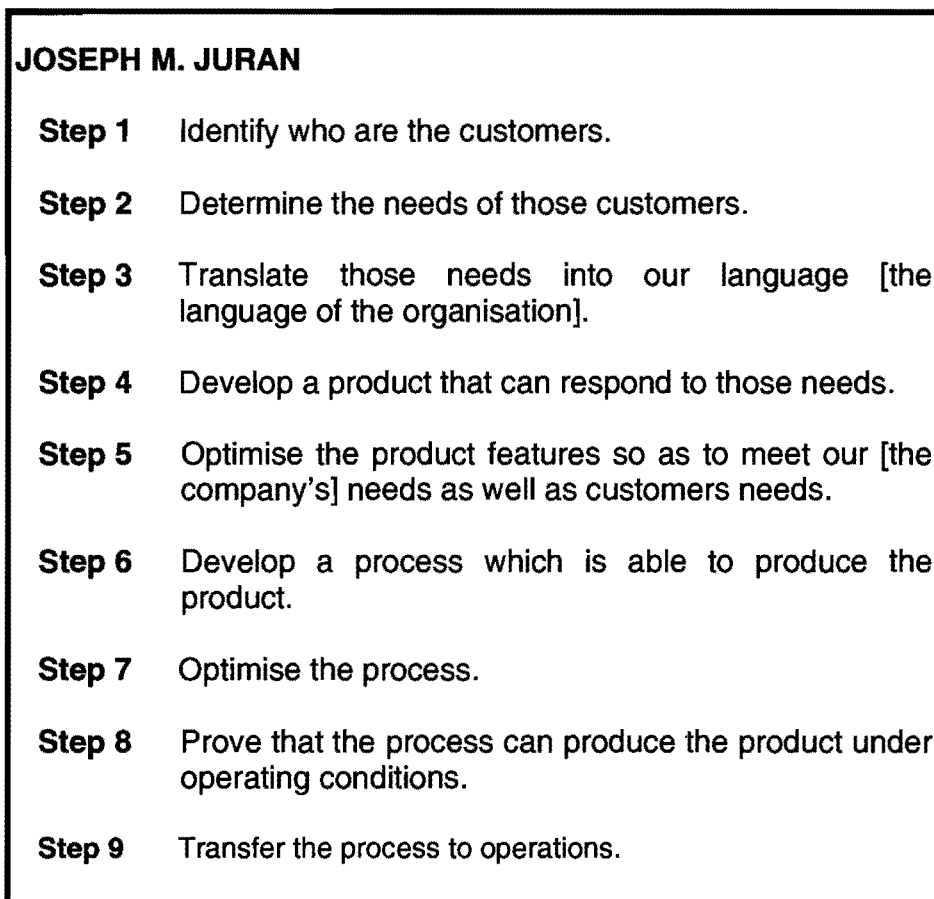 JOSEPH M. JURAN
Step 1 Identify who are the customers.
Step 2 Determine the needs of those customers.
Step 3 Translate those needs into our language [the
language of the organisation].
Step 4 Develop a product that can respond to those needs.
Step 5 Optimise the product features so as to meet our [the
company's] needs as well as customers needs.
Step 6 Develop a process which is able to produce the
product.
Step 7 Optimise the process.
Step 8 Prove that the process can produce the product under
operating conditions.
Step 9 Transfer the process to operations.